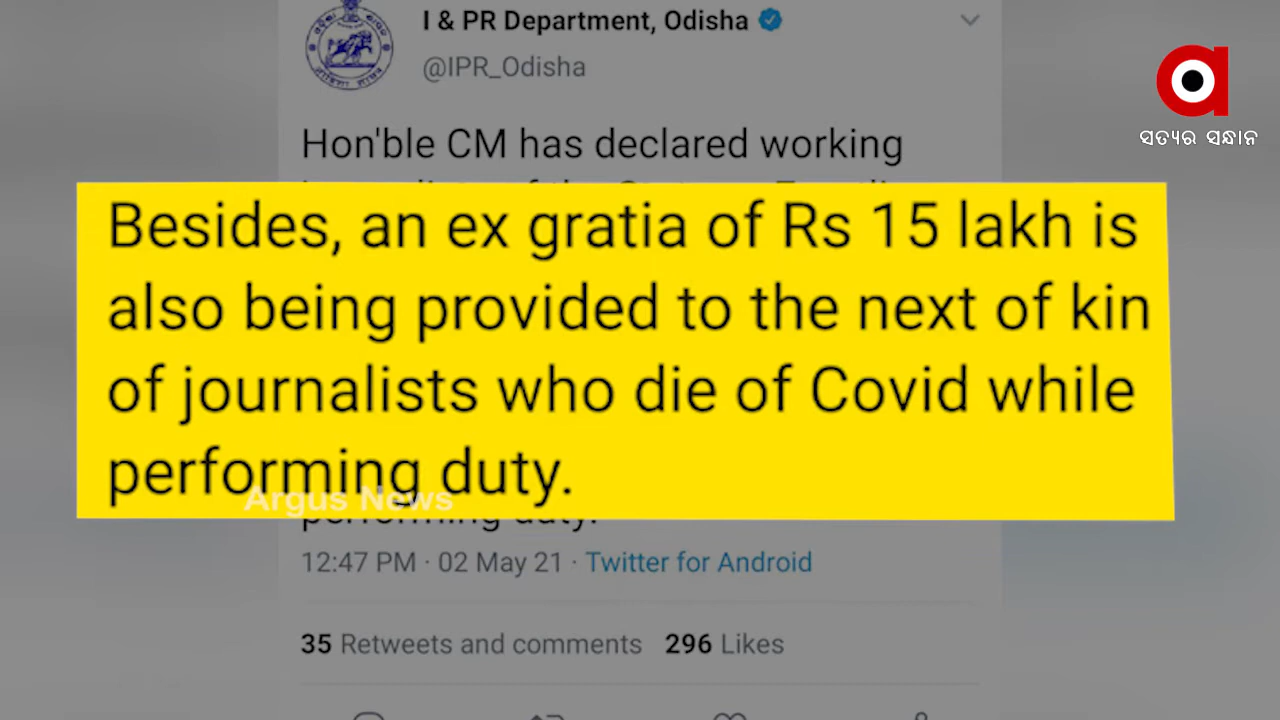 I & PR Department, Odisha
@IPR_Odisha
ସତ୍ୟର ସନ୍ଧାନ
Hon'ble CM has declared working
Besides, an ex gratia of Rs 15 lakh is
also being provided to the next of kin
of journalists who die of Covid while
performing duty.
Argus News
performing duty.
12:47 PM · 02 May 21 · Twitter for Android
35 Retweets and comments 296 Likes